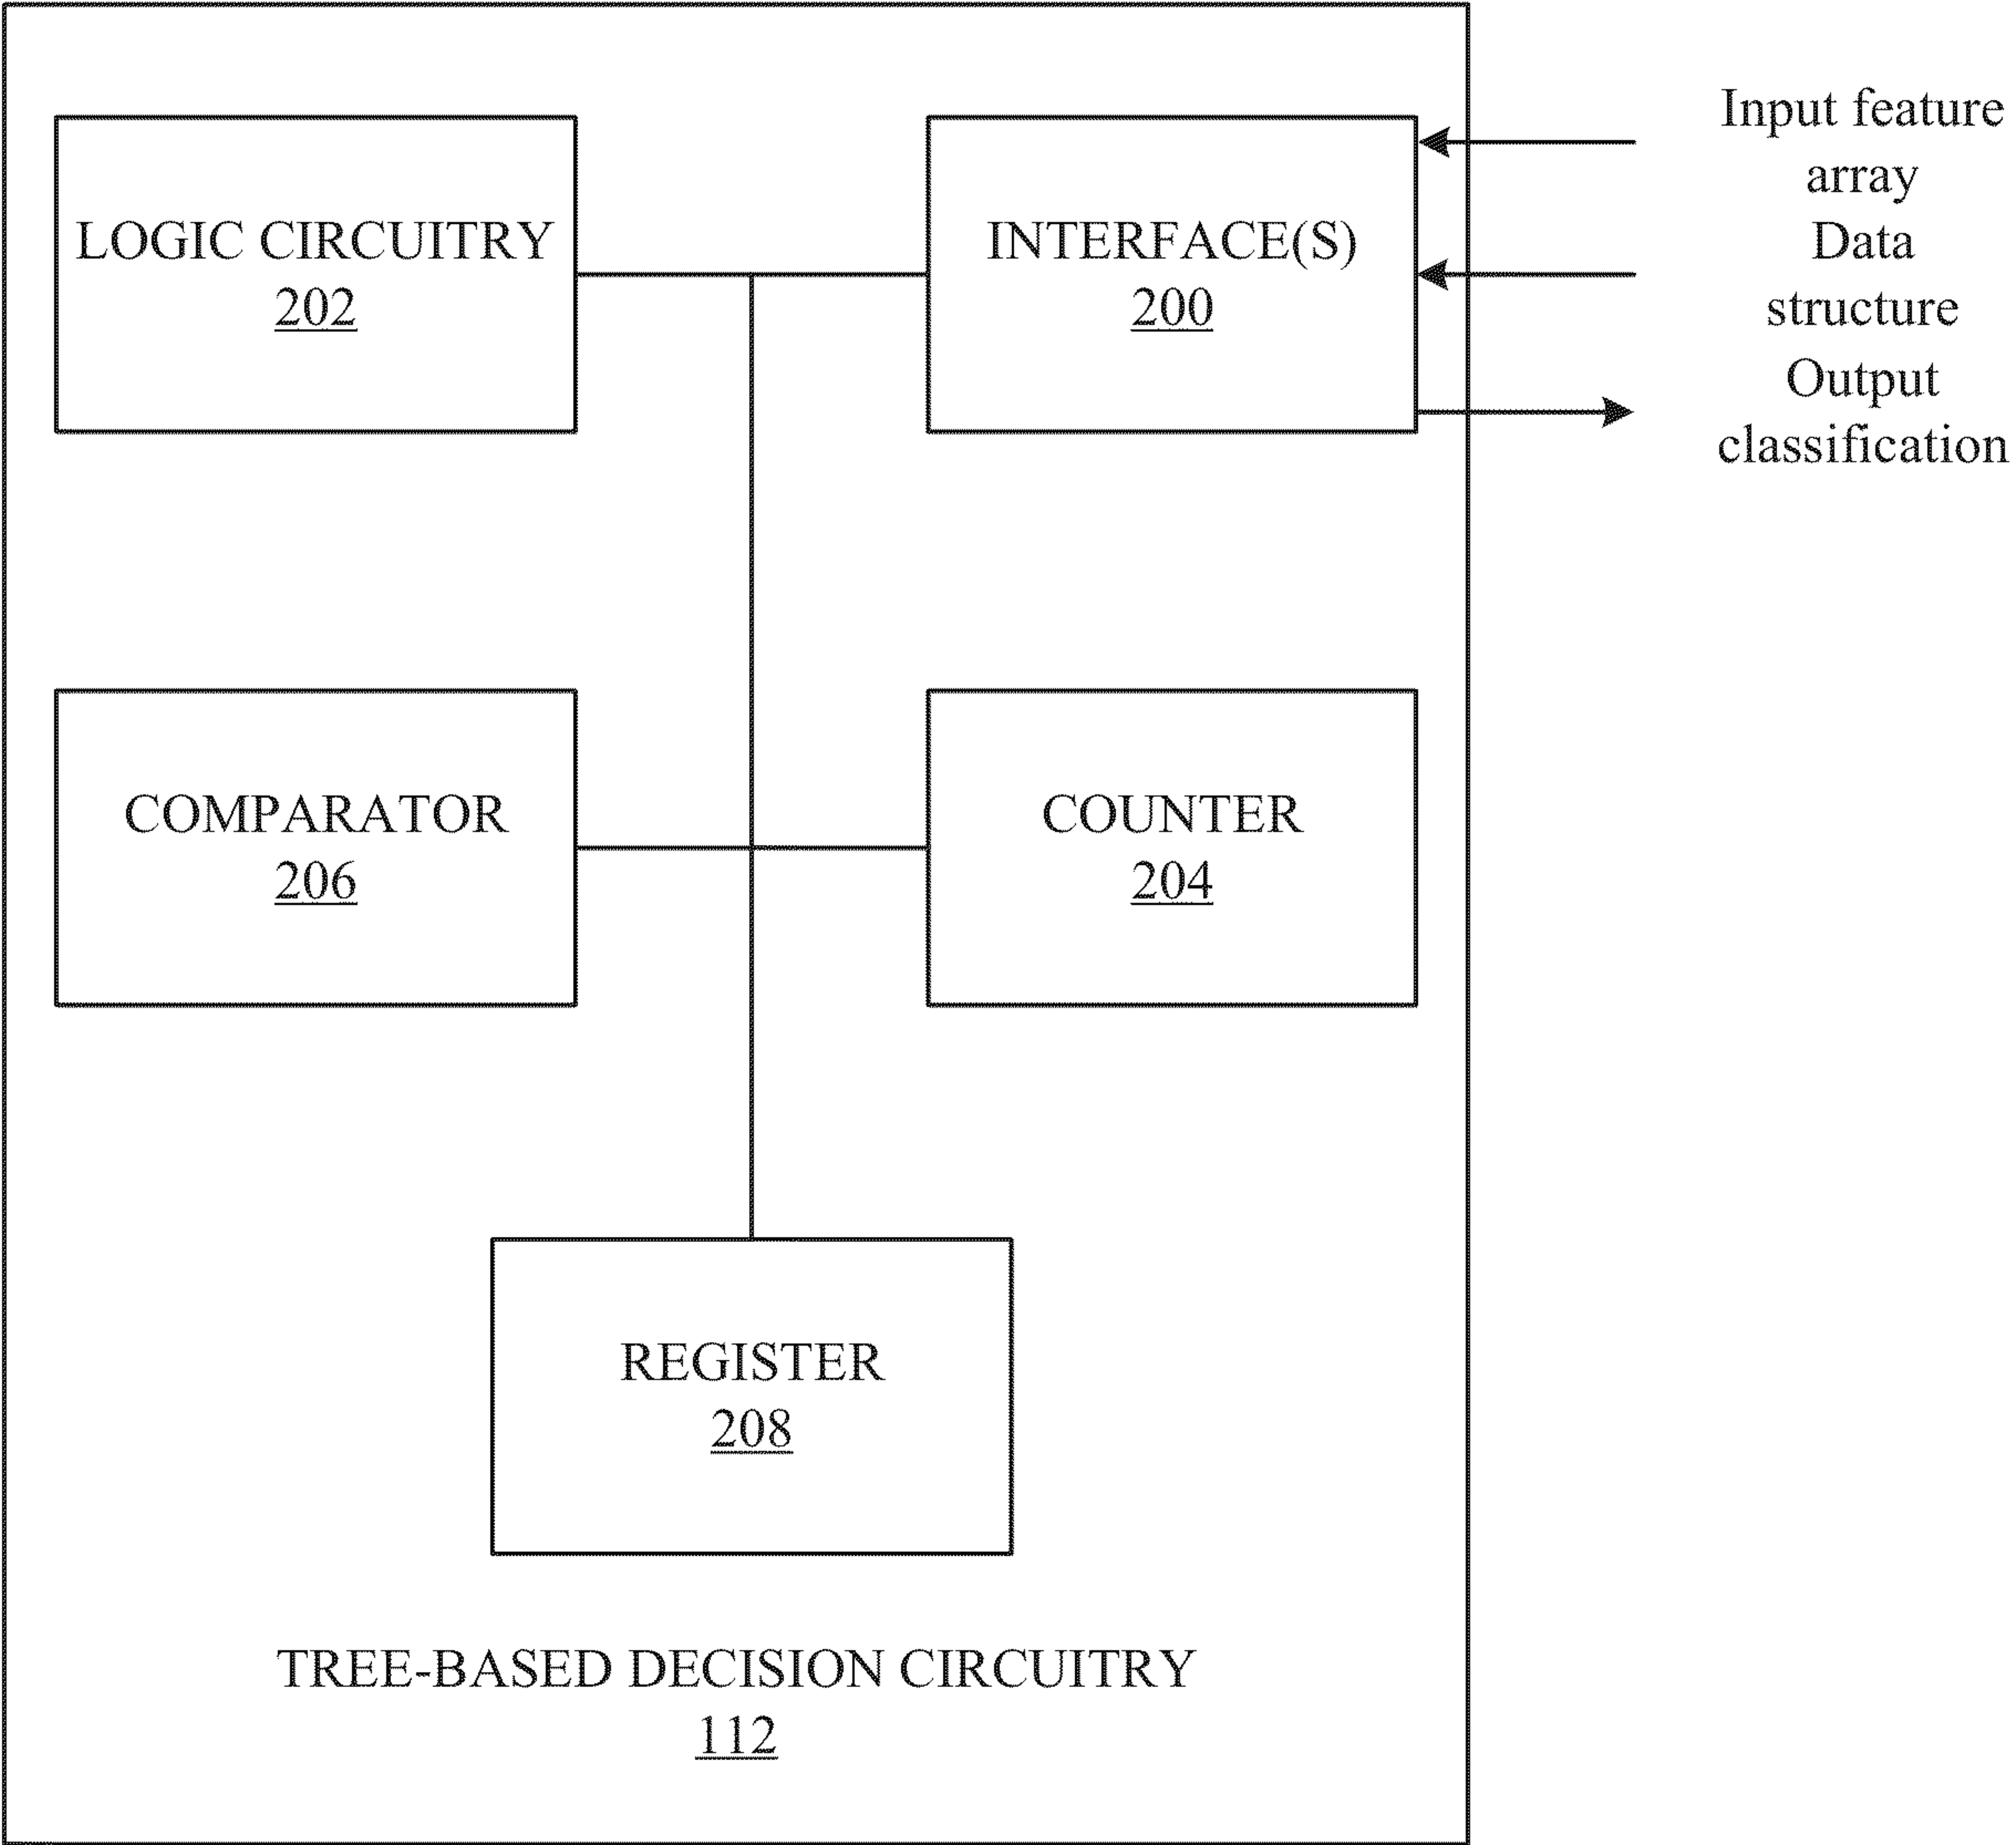 LOGIC CIRCUITRY
202
INTERFACE(S)
200
Input feature
array
Data
structure
Output
classification
COMPARATOR
206
COUNTER
204
REGISTER
208
TREE-BASED DECISION CIRCUITRY
112